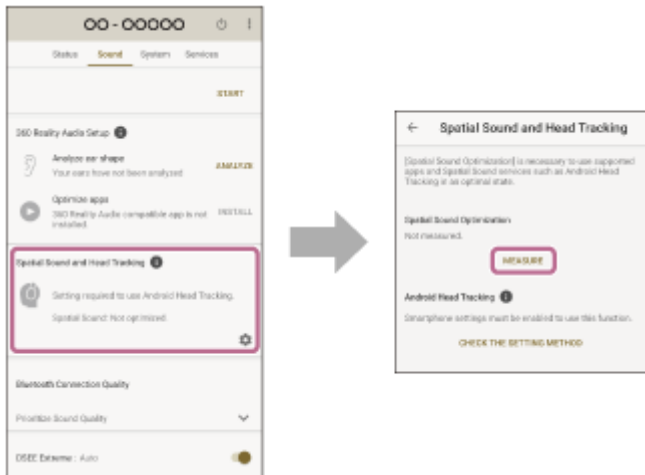 OO-OOOOO
Status Sound System Services
START
360 Reality Audio Setup
Analyze ear shape
Your ears have not been analyzed
ANALYZE
Optimize apps
360 Reality Audio compatible app is not
installed.
INSTALL
Spatial Sound and Head Tracking
Setting required to use Android Head Tracking.
Spatial Sound: Not optimized
Bluetooth Connection Quality
Prioritize Sound Quality
DSEE Extreme : Auto
← Spatial Sound and Head Tracking
[Spatial Sound Optimization] is necessary to use supported
apps and Spatial Sound services such as Android Head
Tracking in an optimal state.
Spatial Sound Optimization
Not measured.
MEASURE
Android Head Tracking
Smartphone settings must be enabled to use this function.
CHECK THE SETTING METHOD